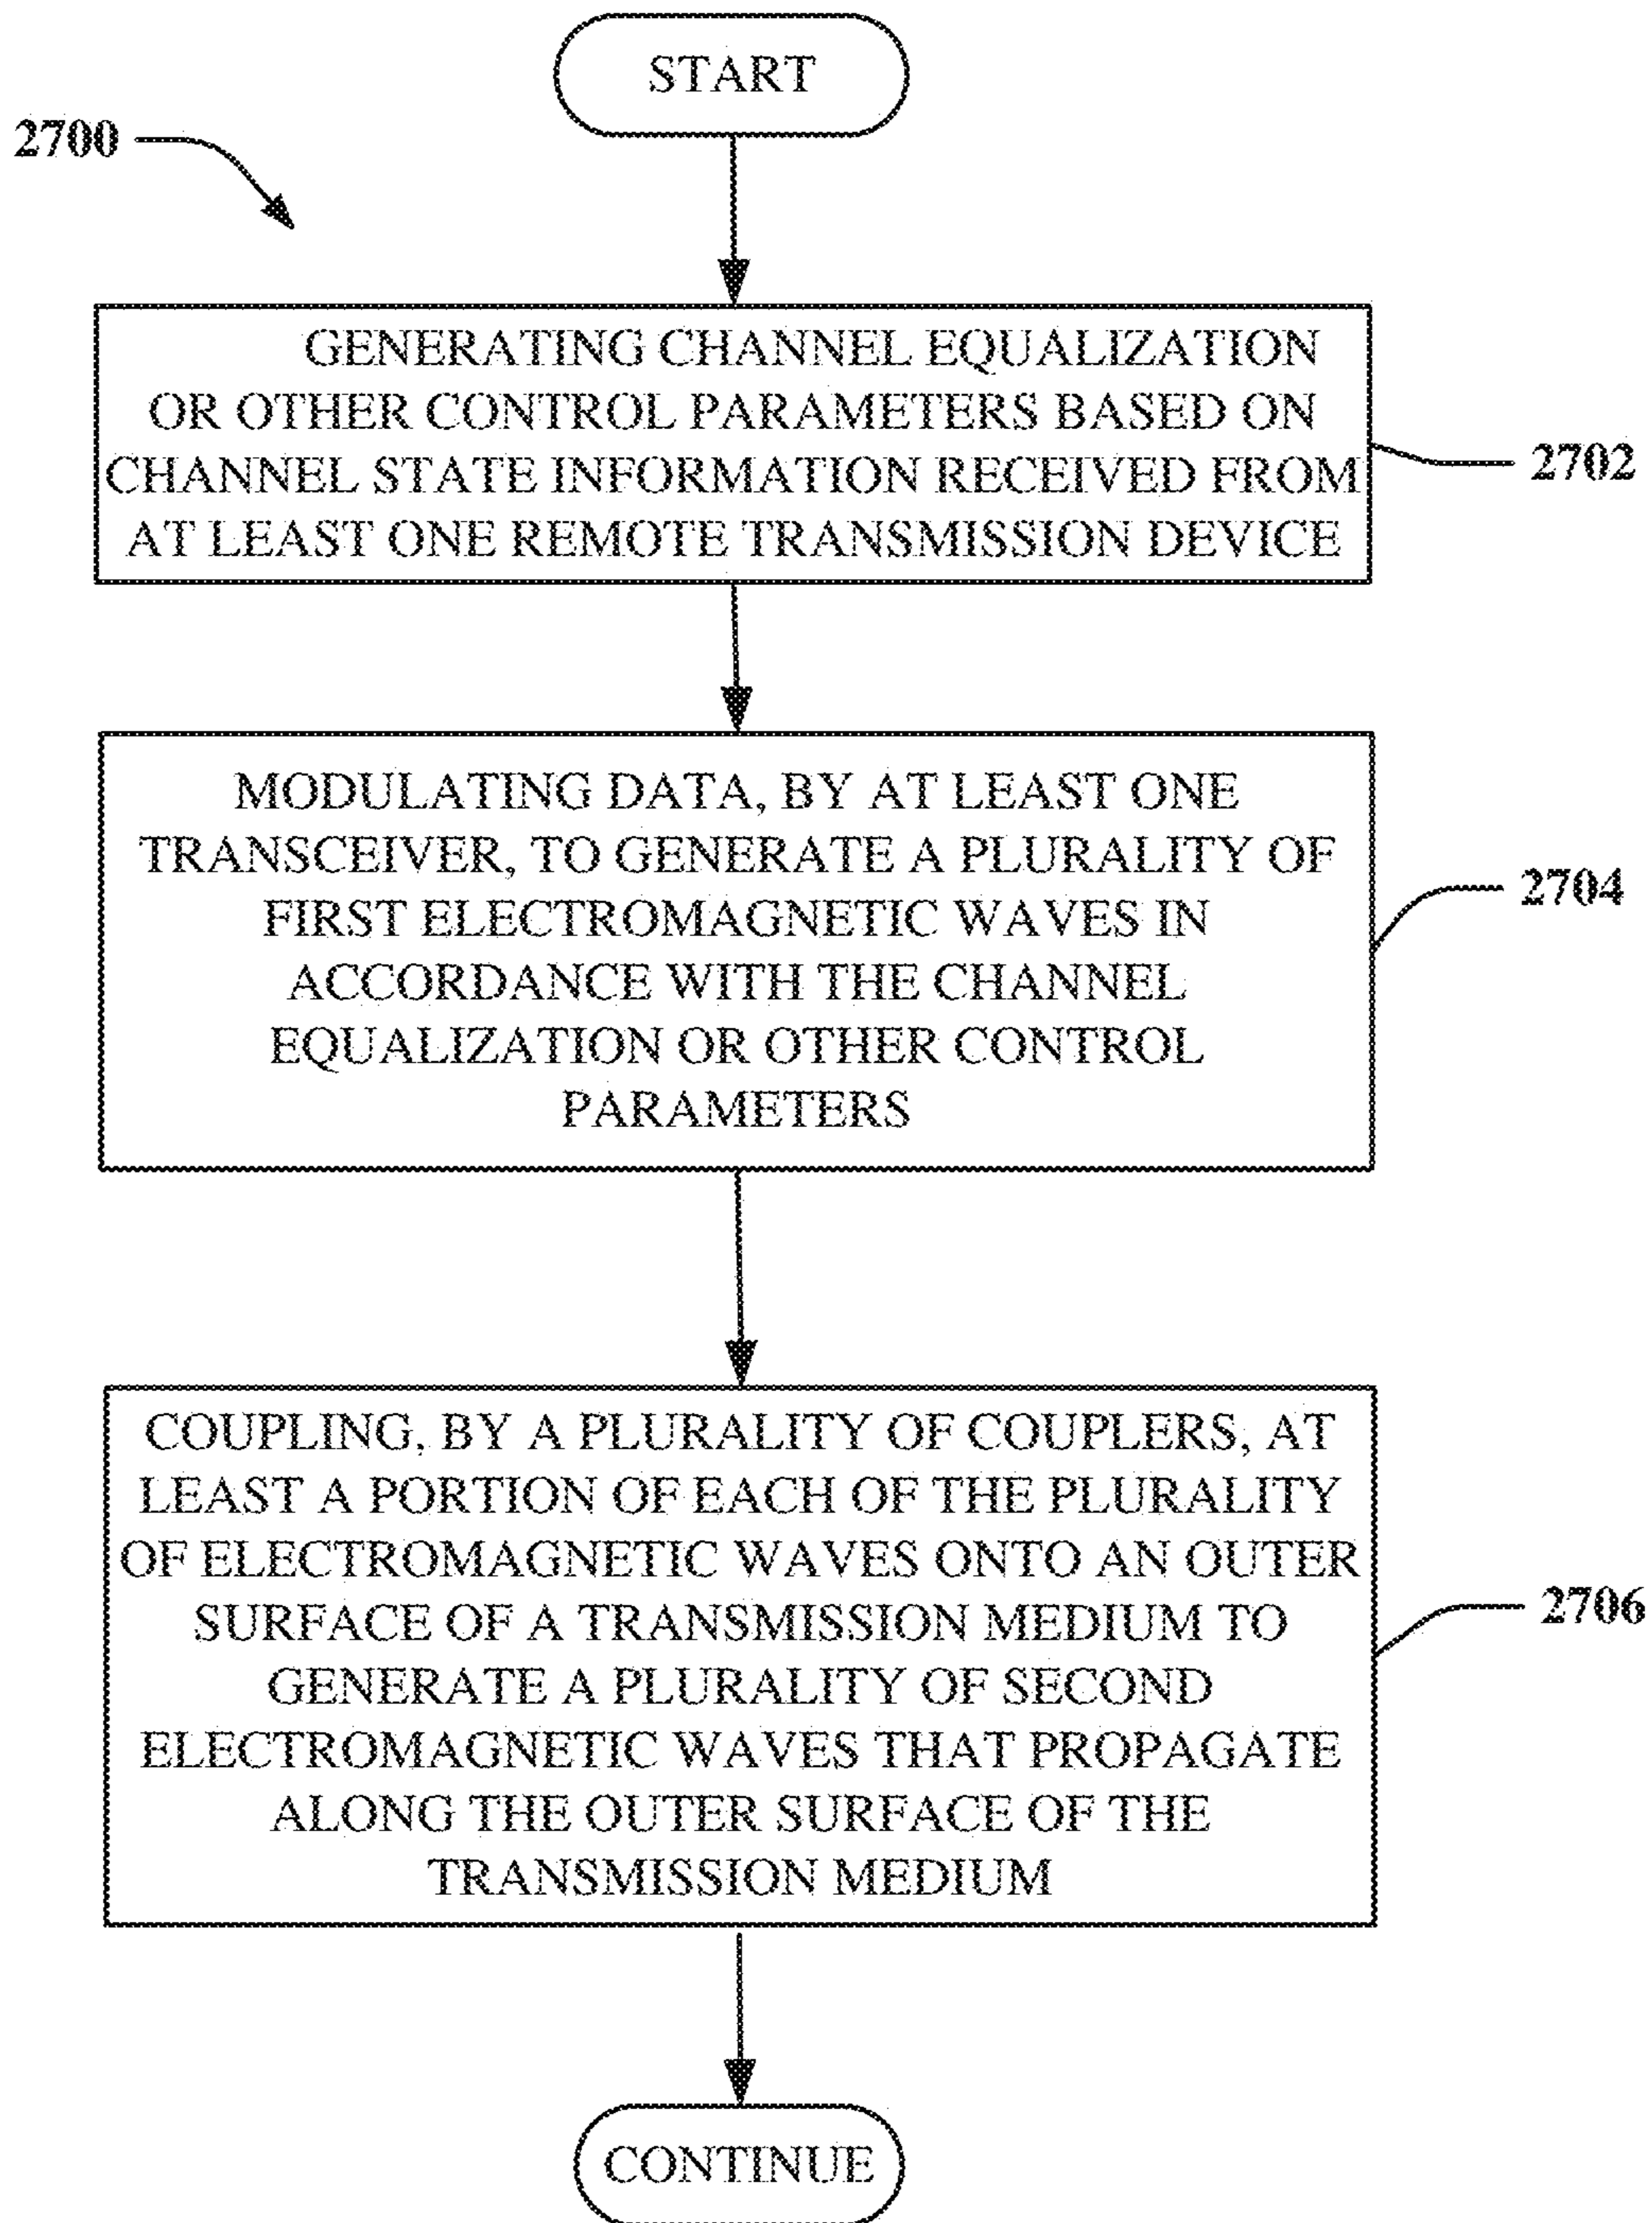 START
2700
GENERATING CHANNEL EQUALIZATION
OR OTHER CONTROL PARAMETERS BASED ON
CHANNEL STATE INFORMATION RECEIVED FROM
AT LEAST ONE REMOTE TRANSMISSION DEVICE
2702
MODULATING DATA, BY AT LEAST ONE
TRANSCEIVER, TO GENERATE A PLURALITY OF
FIRST ELECTROMAGNETIC WAVES IN
ACCORDANCE WITH THE CHANNEL
EQUALIZATION OR OTHER CONTROL
PARAMETERS
2704
COUPLING, BY A PLURALITY OF COUPLERS, AT
LEAST A PORTION OF EACH OF THE PLURALITY
OF ELECTROMAGNETIC WAVES ONTO AN OUTER
SURFACE OF A TRANSMISSION MEDIUM TO
GENERATE A PLURALITY OF SECOND
ELECTROMAGNETIC WAVES THAT PROPAGATE
ALONG THE OUTER SURFACE OF THE
TRANSMISSION MEDIUM
2706
CONTINUE